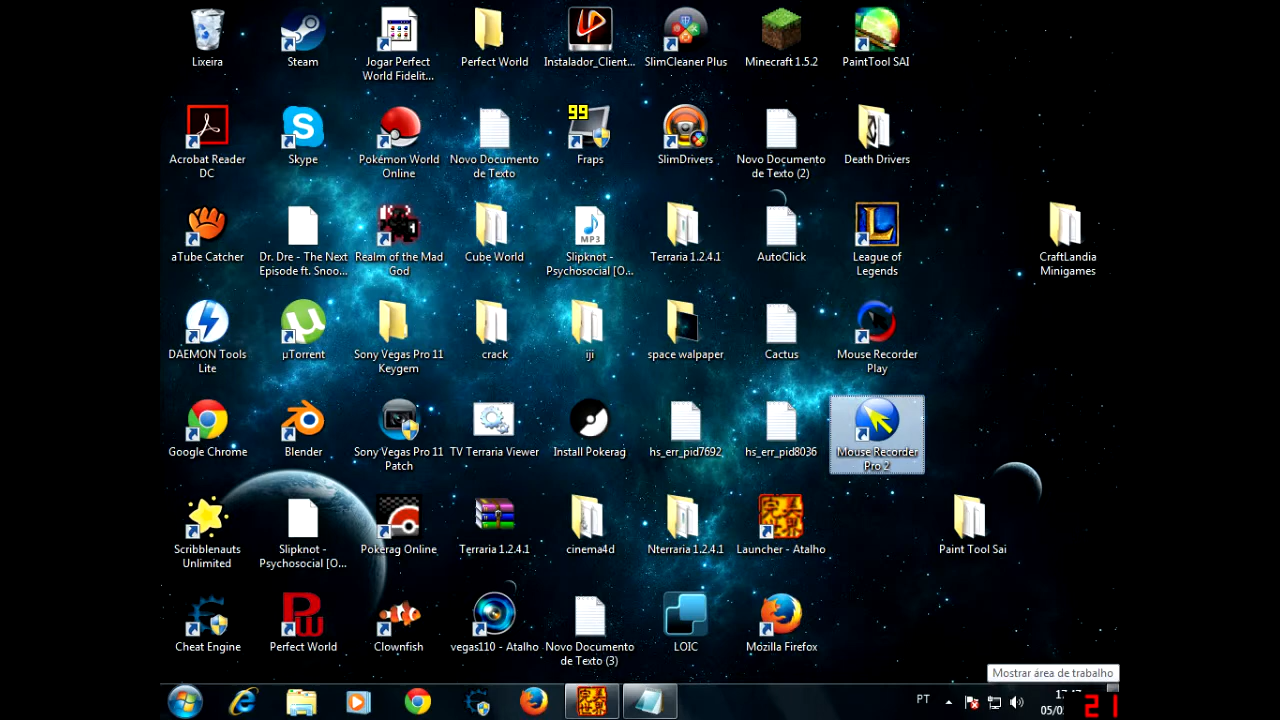 Lixeira
Steam
Jogar Perfect
World Fidelit...
Perfect World
Instalador_Client...
SlimCleaner Plus
Minecraft 1.5.2
PaintTool SAI
99
Acrobat Reader
DC
Skype
Pokémon World
Online
Novo Documento
de Texto
Fraps
SlimDrivers
Novo Documento
de Texto (2)
Death Drivers
aTube Catcher
Dr. Dre - The Next
Episode ft. Snoo...
Realm of the Mad
God
Cube World
MP3
Slipknot -
Psychosocial [O...
Terraria 1.2.4.1
AutoClick
League of
Legends
CraftLandia
Minigames
DAEMON Tools
Lite
µTorrent
Sony Vegas Pro 11
Keygem
crack
iji
space walpaper
Cactus
Mouse Recorder
Play
Google Chrome
Blender
Sony Vegas Pro 11
Patch
TV Terraria Viewer
Install Pokerag
hs_err_pid7692
hs_err_pid8036
Mouse Recorder
Pro 2
Scribblenauts
Unlimited
Slipknot -
Psychosocial [O...
Pokerag Online
Terraria 1.2.4.1
cinema4d
Nterraria 1.2.4.1
Launcher - Atalho
Paint Tool Sai
Cheat Engine
Perfect World
Clownfish
vegas110 - Atalho
Novo Documento
de Texto (3)
LOIC
Mozilla Firefox
Mostrar área de trabalho
PT
21